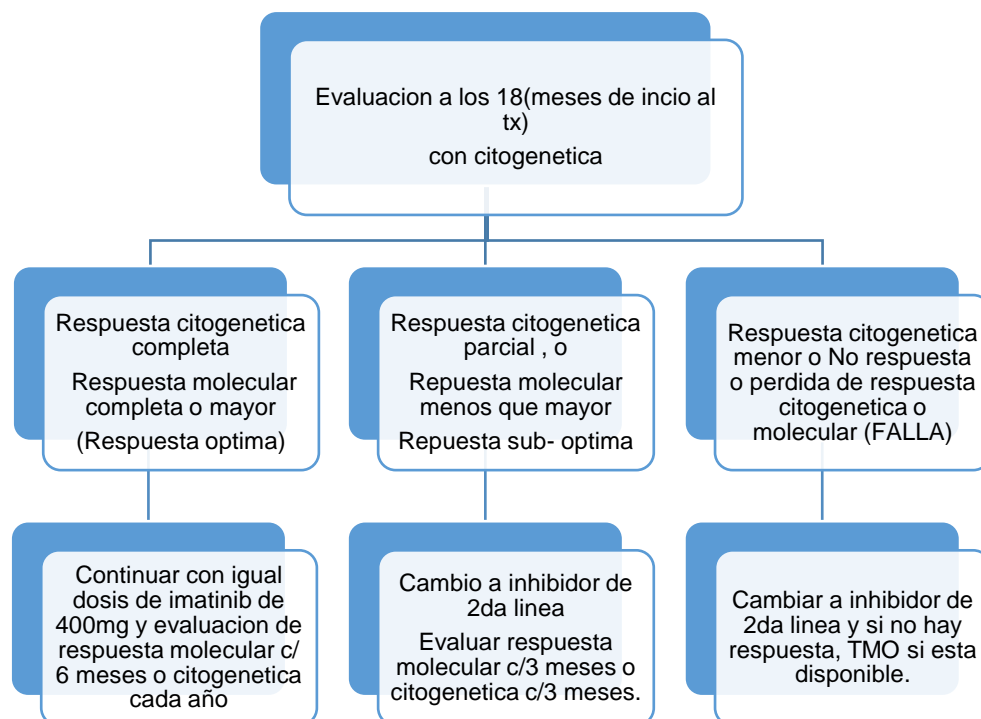 Evaluacion a los 18(meses de incio al
tx)
con citogenetica
Respuesta citogenetica
completa
Respuesta molecular
completa o mayor
(Respuesta optima)
Respuesta citogenetica
parcial , o
Repuesta molecular
menos que mayor
Repuesta sub- optima
Respuesta citogenetica
menor o No respuesta
o perdida de respuesta
citogenetica o
molecular (FALLA)
Continuar con igual
dosis de imatinib de
400mg y evaluacion de
respuesta molecular c/
6 meses o citogenetica
cada año
Cambio a inhibidor de
2da linea
Evaluar respuesta
molecular c/3 meses o
citogenetica c/3 meses.
Cambiar a inhibidor de
2da linea y si no hay
respuesta, TMO si esta
disponible.